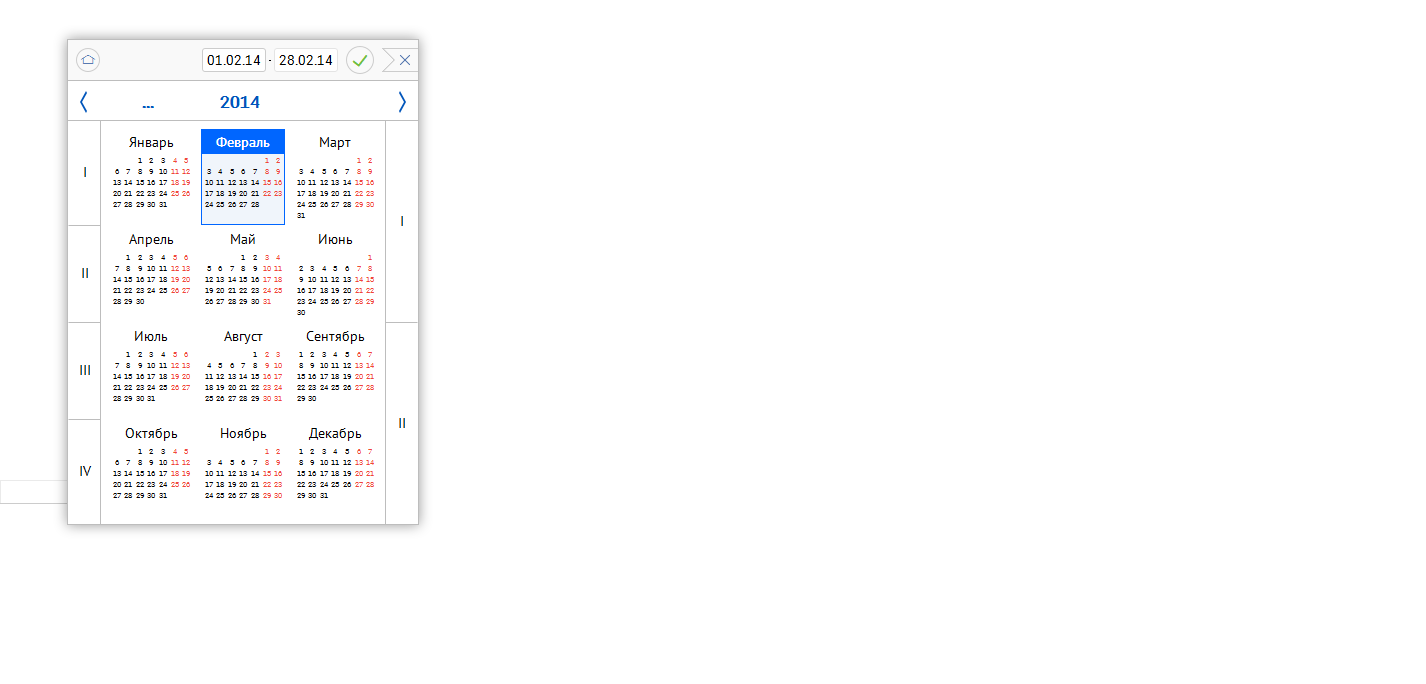 01.02.14 - 28.02.14
... 2014
I II III IV
I II
Январь
1 2 3 4 5
6 7 8 9 10 11 12
13 14 15 16 17 18 19
20 21 22 23 24 25 26
27 28 29 30 31
Февраль
1 2
3 4 5 6 7 8 9
10 11 12 13 14 15 16
17 18 19 20 21 22 23
24 25 26 27 28
Март
1 2
3 4 5 6 7 8 9
10 11 12 13 14 15 16
17 18 19 20 21 22 23
24 25 26 27 28 29 30
31
Апрель
1 2 3 4 5 6
7 8 9 10 11 12 13
14 15 16 17 18 19 20
21 22 23 24 25 26 27
28 29 30
Май
1 2 3 4
5 6 7 8 9 10 11
12 13 14 15 16 17 18
19 20 21 22 23 24 25
26 27 28 29 30 31
Июнь
1
2 3 4 5 6 7 8
9 10 11 12 13 14 15
16 17 18 19 20 21 22
23 24 25 26 27 28 29
30
Июль
1 2 3 4 5 6
7 8 9 10 11 12 13
14 15 16 17 18 19 20
21 22 23 24 25 26 27
28 29 30 31
Август
1 2 3
4 5 6 7 8 9 10
11 12 13 14 15 16 17
18 19 20 21 22 23 24
25 26 27 28 29 30 31
Сентябрь
1 2 3 4 5 6 7
8 9 10 11 12 13 14
15 16 17 18 19 20 21
22 23 24 25 26 27 28
29 30
Октябрь
1 2 3 4 5
6 7 8 9 10 11 12
13 14 15 16 17 18 19
20 21 22 23 24 25 26
27 28 29 30 31
Ноябрь
1 2
3 4 5 6 7 8 9
10 11 12 13 14 15 16
17 18 19 20 21 22 23
24 25 26 27 28 29 30
Декабрь
1 2 3 4 5 6 7
8 9 10 11 12 13 14
15 16 17 18 19 20 21
22 23 24 25 26 27 28
29 30 31